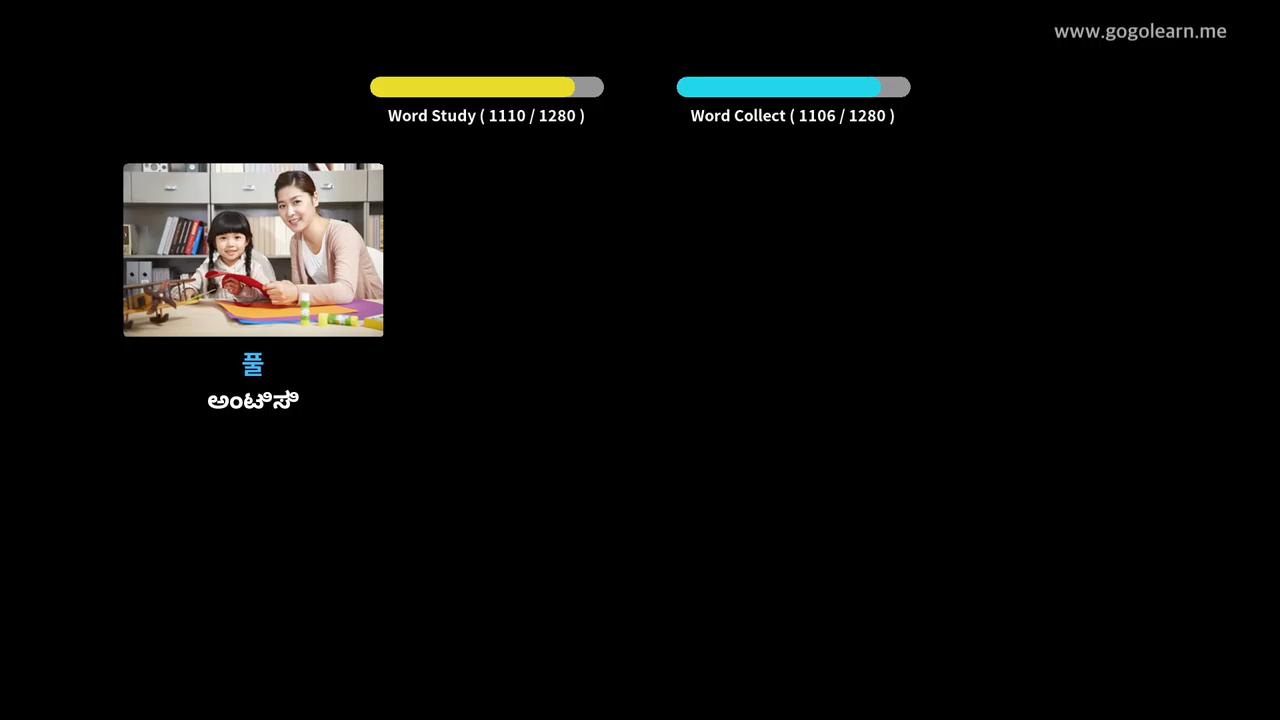 www.gogolearn.me
Word Study ( 1110 / 1280 )
Word Collect ( 1106 / 1280 )
풀
ಅಂಟಿಸಿ